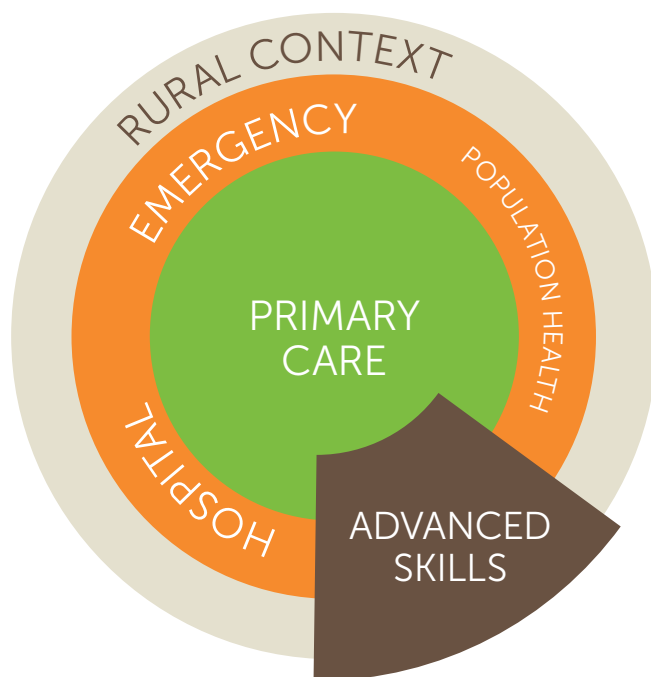 RURAL CONTEXT
EMERGENCY
POPULATION HEALTH
PRIMARY
CARE
HOSPITAL
ADVANCED
SKILLS